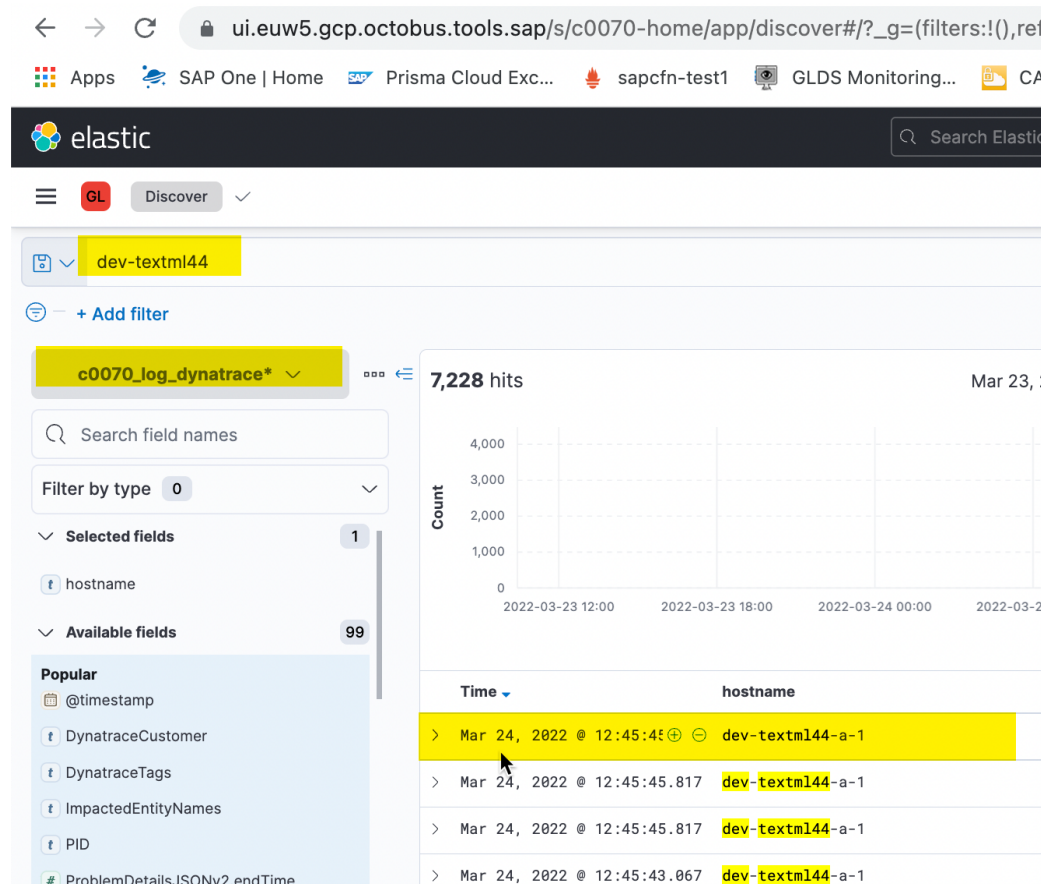 ui.euw5.gcp.octobus.tools.sap/s/c0070-home/app/discover#/?_g=(filters:!(),ref
Apps SAP One | Home SAP Prisma Cloud Exc... sapcfn-test1 GLDS Monitoring... CA
elastic Search Elastic
GL Discover
dev-textml44
+ Add filter
c0070_log_dynatrace*
7,228 hits Mar 23,
Search field names
Filter by type 0
Selected fields 1
t hostname
Available fields 99
Popular
@timestamp
t DynatraceCustomer
t DynatraceTags
t ImpactedEntityNames
t PID
# ProblemDetailsJSONv2.endTime
Count
4,000
3,000
2,000
1,000
0
2022-03-23 12:00 2022-03-23 18:00 2022-03-24 00:00 2022-03-2
Time hostname
Mar 24, 2022 @ 12:45:45 dev-textml44-a-1
Mar 24, 2022 @ 12:45:45.817 dev-textml44-a-1
Mar 24, 2022 @ 12:45:45.817 dev-textml44-a-1
Mar 24, 2022 @ 12:45:43.067 dev-textml44-a-1